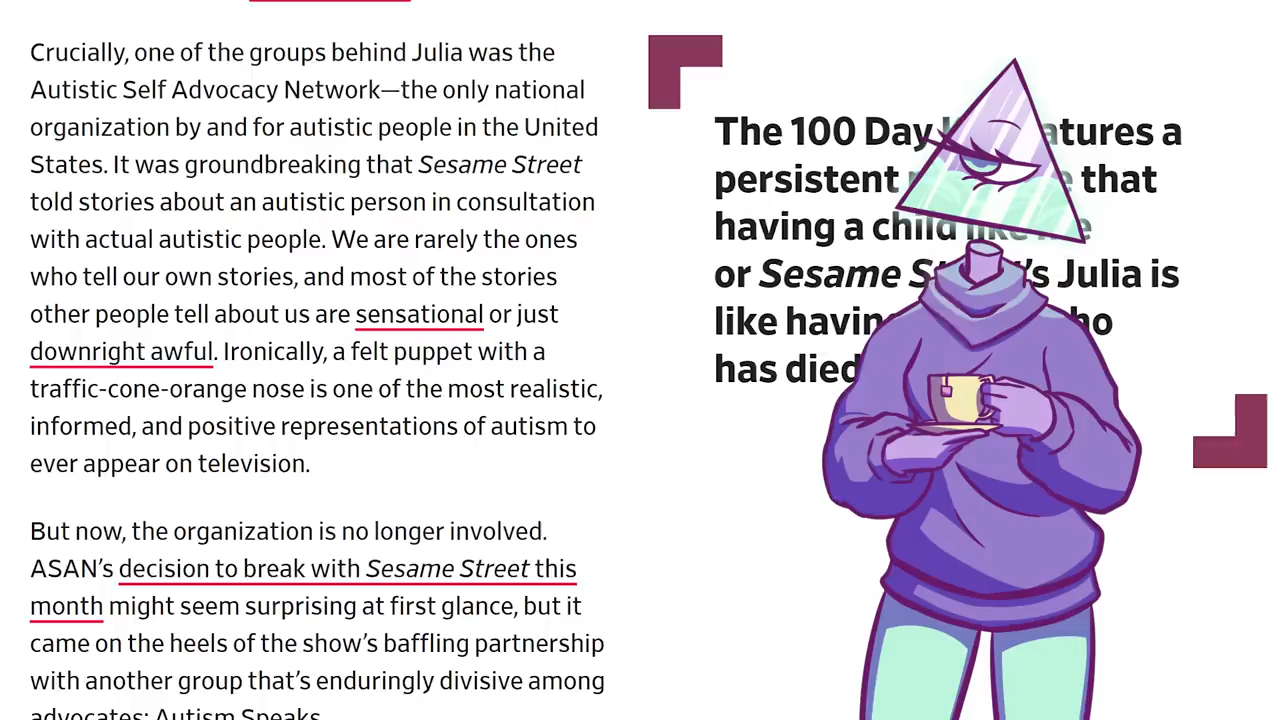 Crucially, one of the groups behind Julia was the
Autistic Self Advocacy Network—the only national
organization by and for autistic people in the United
States. It was groundbreaking that Sesame Street
told stories about an autistic person in consultation
with actual autistic people. We are rarely the ones
who tell our own stories, and most of the stories
other people tell about us are sensational or just
downright awful. Ironically, a felt puppet with a
traffic-cone-orange nose is one of the most realistic,
informed, and positive representations of autism to
ever appear on television.
But now, the organization is no longer involved.
ASAN’s decision to break with Sesame Street this
month might seem surprising at first glance, but it
came on the heels of the show’s baffling partnership
with another group that’s enduringly divisive among
advocates: Autism Speaks.
The 100 Day
persistent that
having a child like me
or Sesame Street’s Julia is
like having
has died